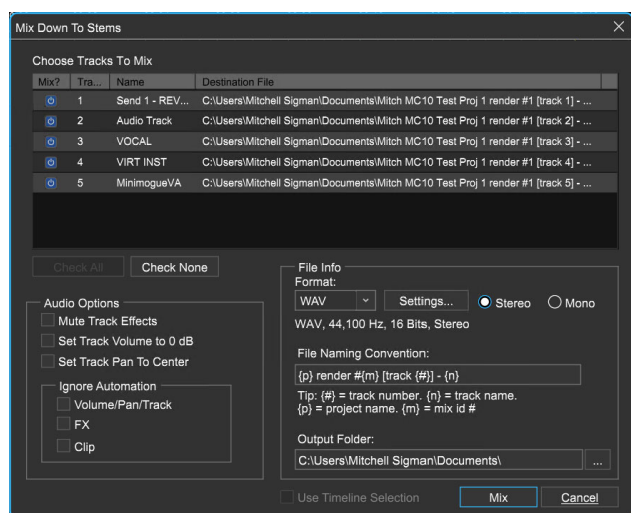 Mix Down To Stems
Choose Tracks To Mix
Mix? Tra... Name Destination File
1 Send 1 - REV... C:\Users\Mitchell Sigman\Documents\Mitch MC10 Test Proj 1 render #1 [track 1] - ...
2 Audio Track C:\Users\Mitchell Sigman\Documents\Mitch MC10 Test Proj 1 render #1 [track 2] - ...
3 VOCAL C:\Users\Mitchell Sigman\Documents\Mitch MC10 Test Proj 1 render #1 [track 3] - ...
4 VIRT INST C:\Users\Mitchell Sigman\Documents\Mitch MC10 Test Proj 1 render #1 [track 4] - ...
5 MinimogueVA C:\Users\Mitchell Sigman\Documents\Mitch MC10 Test Proj 1 render #1 [track 5] - ...
Check All Check None
Audio Options
Mute Track Effects
Set Track Volume to 0 dB
Set Track Pan To Center
Ignore Automation
Volume/Pan/Track
FX
Clip
File Info
Format:
WAV Settings... Stereo Mono
WAV, 44,100 Hz, 16 Bits, Stereo
File Naming Convention:
{p} render #{m} [track {#}] - {n}
Tip: {#} = track number. {n} = track name.
{p} = project name. {m} = mix id #
Output Folder:
C:\Users\Mitchell Sigman\Documents\ ...
Use Timeline Selection Mix Cancel